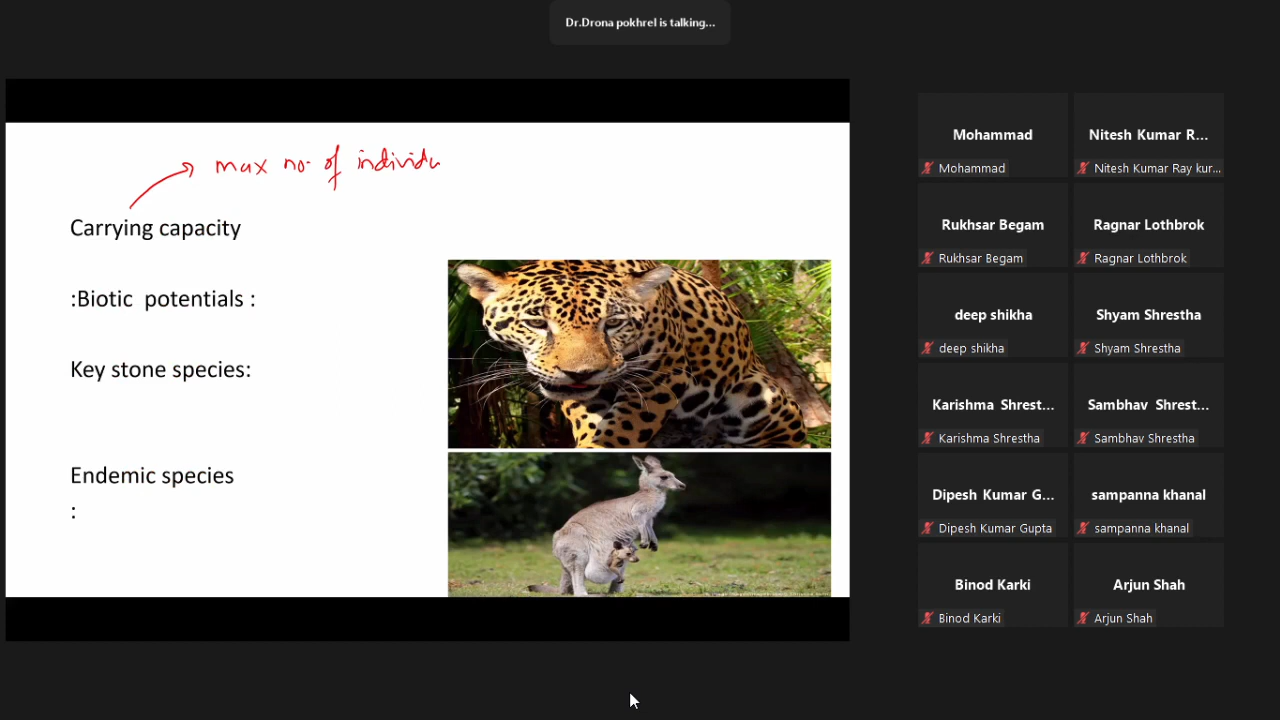 Dr.Drona pokhrel is talking...
max no. of individu
Carrying capacity
:Biotic potentials :
Key stone species:
Endemic species
:
Mohammad
Mohammad
Nitesh Kumar R...
Nitesh Kumar Ray kur...
Rukhsar Begam
Rukhsar Begam
Ragnar Lothbrok
Ragnar Lothbrok
deep shikha
deep shikha
Shyam Shrestha
Shyam Shrestha
Karishma Shrest...
Karishma Shrestha
Sambhav Shrest...
Sambhav Shrestha
Dipesh Kumar G...
Dipesh Kumar Gupta
sampanna khanal
sampanna khanal
Binod Karki
Binod Karki
Arjun Shah
Arjun Shah